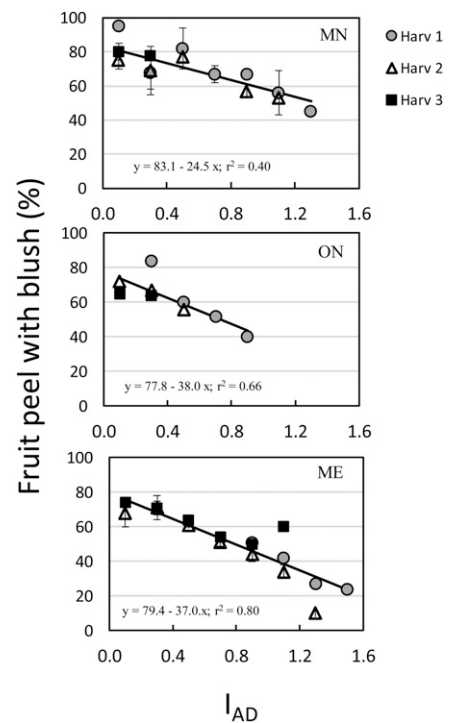 MN
Harv 1
Harv 2
Harv 3
Fruit peel with blush (%)
100
80
60
40
20
0
y = 83.1 - 24.5 x; r² = 0.40
0.0 0.4 0.8 1.2 1.6
ON
100
80
60
40
20
0
y = 77.8 - 38.0 x; r² = 0.66
0.0 0.4 0.8 1.2 1.6
ME
100
80
60
40
20
0
y = 79.4 - 37.0.x; r² = 0.80
0.0 0.4 0.8 1.2 1.6
I_AD